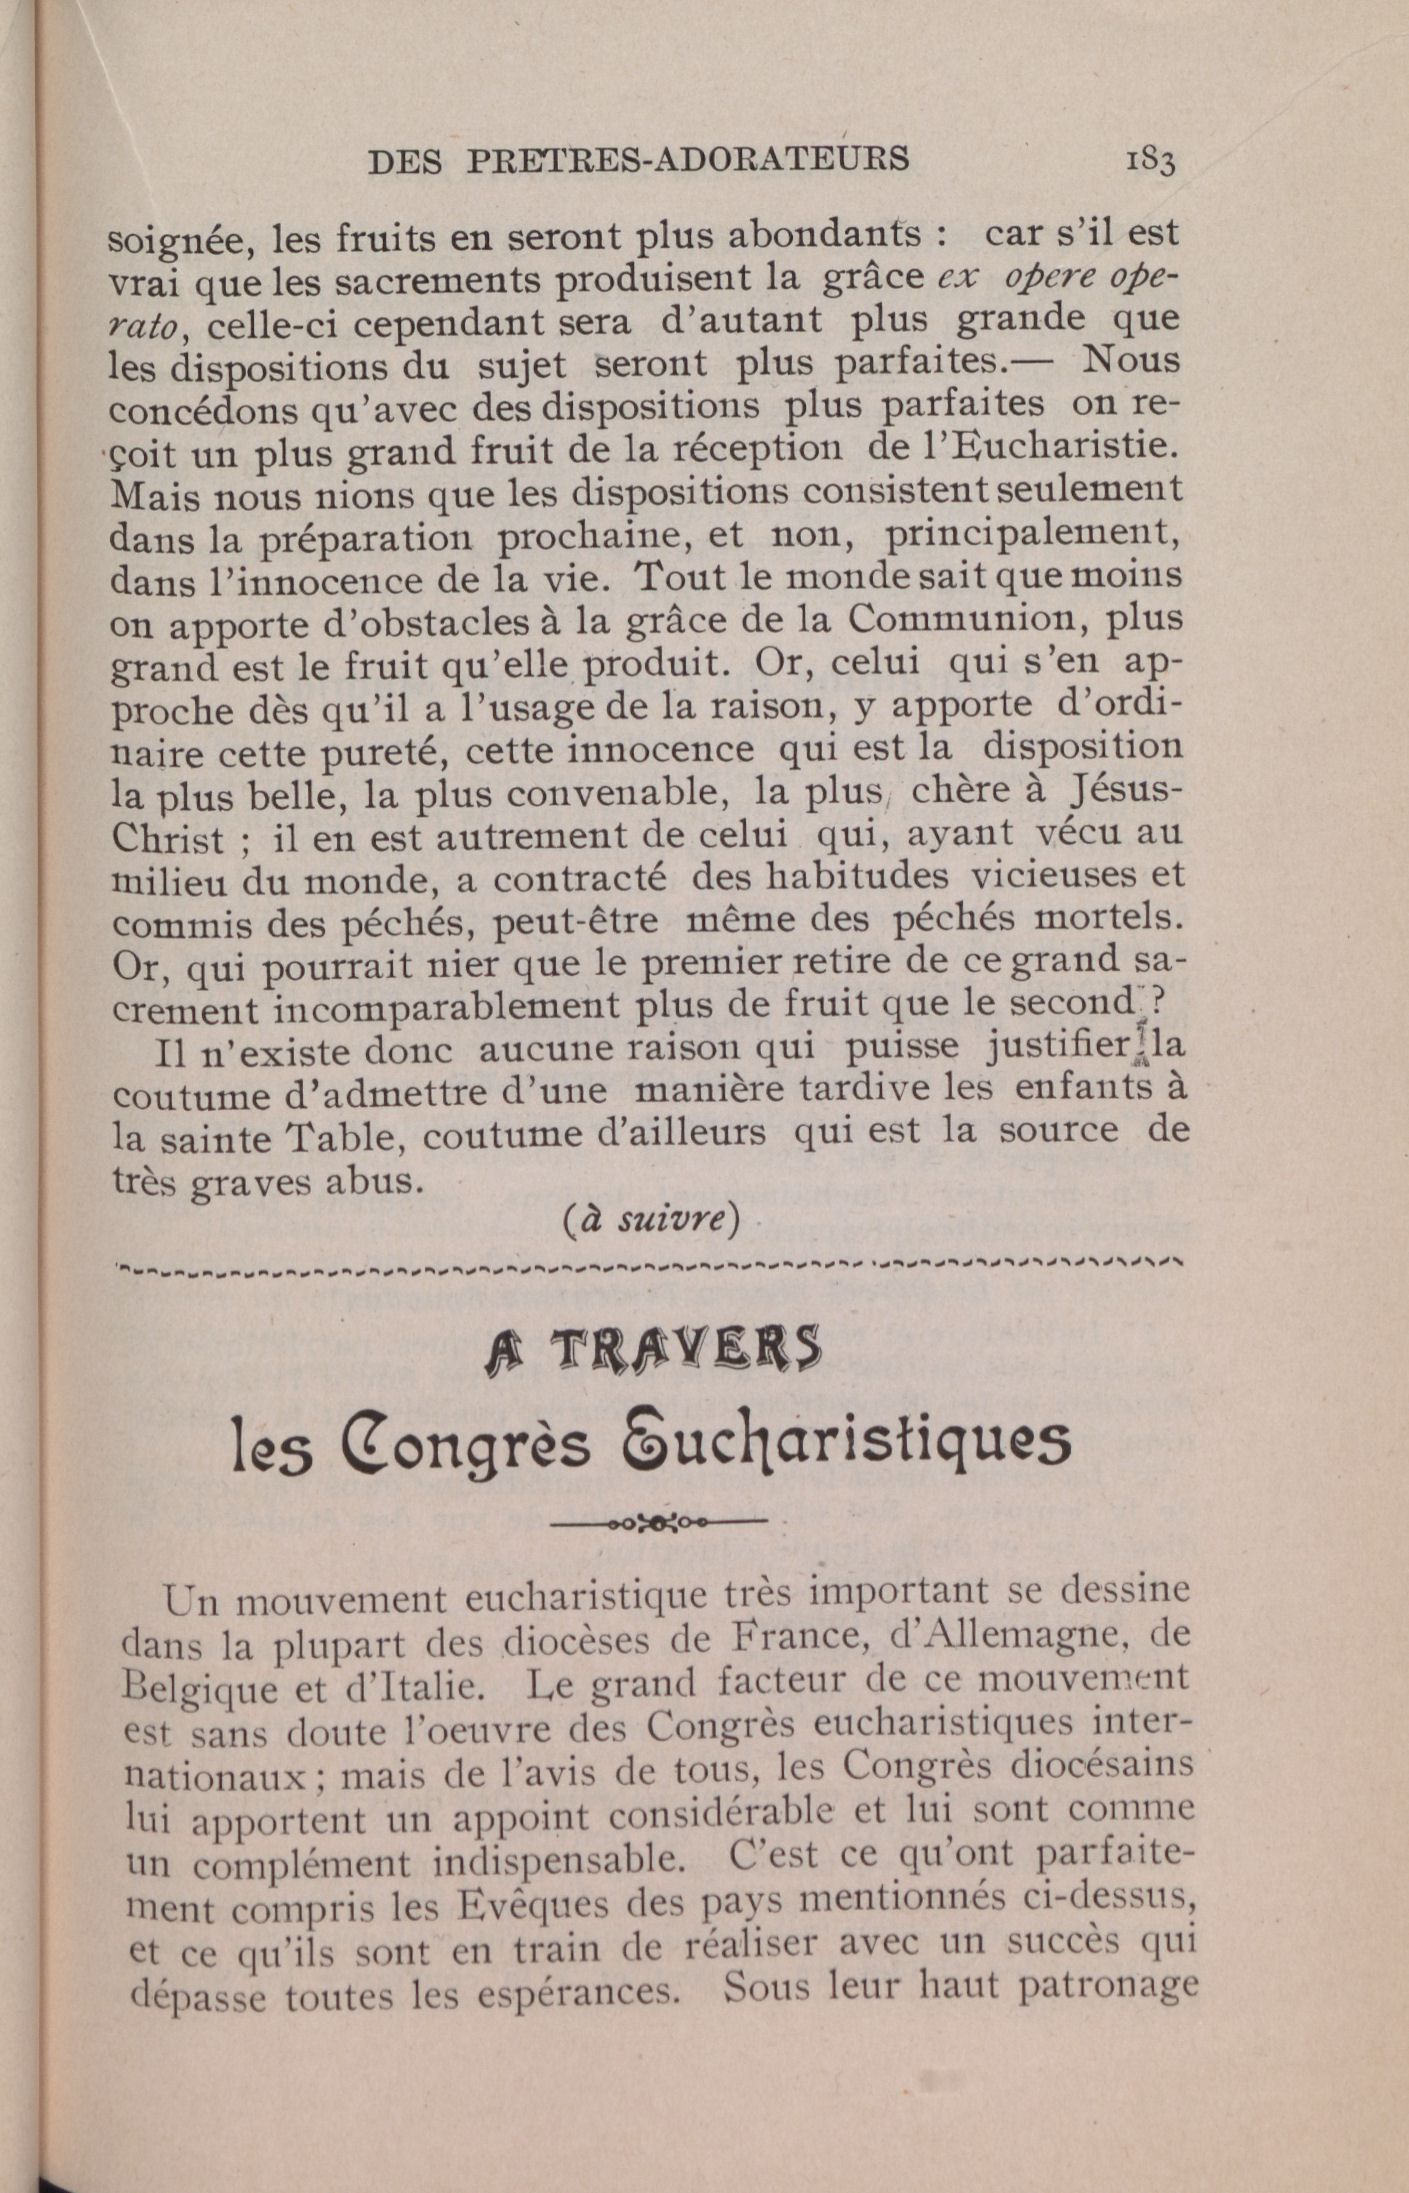 DES PRETRES-ADORATEURS 183
soignée, les fruits en seront plus abondants : car s'il est
vrai que les sacrements produisent la grâce ex opere ope-
rato, celle-ci cependant sera d'autant plus grande que
les dispositions du sujet seront plus parfaites.— Nous
concédons qu'avec des dispositions plus parfaites on re-
çoit un plus grand fruit de la réception de l'Eucharistie.
Mais nous nions que les dispositions consistent seulement
dans la préparation prochaine, et non, principalement,
dans l'innocence de la vie. Tout le monde sait que moins
on apporte d'obstacles à la grâce de la Communion, plus
grand est le fruit qu'elle produit. Or, celui qui s'en ap-
proche dès qu'il a l'usage de la raison, y apporte d'ordi-
naire cette pureté, cette innocence qui est la disposition
la plus belle, la plus convenable, la plus, chère à Jésus-
Christ ; il en est autrement de celui qui, ayant vécu au
milieu du monde, a contracté des habitudes vicieuses et
commis des péchés, peut-être même des péchés mortels.
Or, qui pourrait nier que le premier retire de ce grand sa-
crement incomparablement plus de fruit que le second ?
Il n'existe donc aucune raison qui puisse justifier la
coutume d'admettre d'une manière tardive les enfants à
la sainte Table, coutume d'ailleurs qui est la source de
très graves abus.
(à suivre)
A TRAVERS
les Congrès Eucharistiques
Un mouvement eucharistique très important se dessine
dans la plupart des diocèses de France, d'Allemagne, de
Belgique et d'Italie. Le grand facteur de ce mouvement
est sans doute l'oeuvre des Congrès eucharistiques inter-
nationaux ; mais de l'avis de tous, les Congrès diocésains
lui apportent un appoint considérable et lui sont comme
un complément indispensable. C'est ce qu'ont parfaite-
ment compris les Evêques des pays mentionnés ci-dessus,
et ce qu'ils sont en train de réaliser avec un succès qui
dépasse toutes les espérances. Sous leur haut patronage